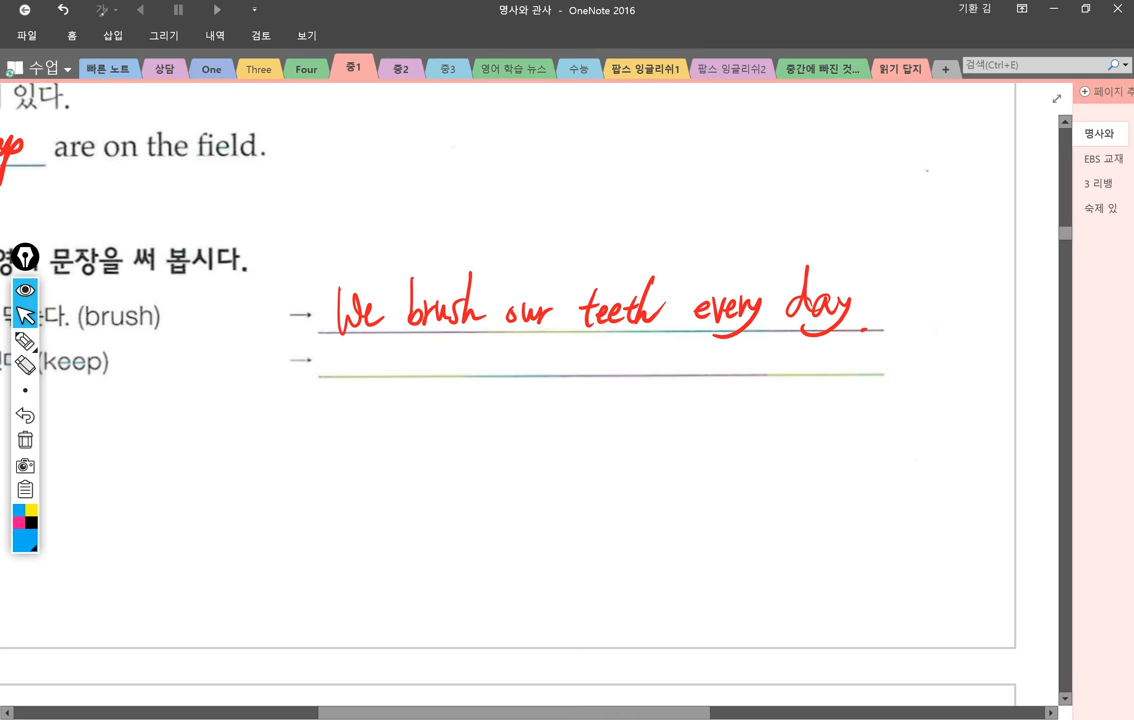 명사와 관사 - OneNote 2016
기환 김
파일 홈 삽입 그리기 내역 검토 보기
수업 빠른 노트 상담 One Three Four 중1 중2 중3 영어 학습 뉴스 수능 팝스 잉글리쉬1 팝스 잉글리쉬2 중간에 빠진 것... 읽기 답지 + 검색(Ctrl+E)
있다.
페이지 추
명사와
are on the field.
EBS 교재
3 리뱅
숙제 있
문장을 써 봅시다.
다. (brush) → We brush our teeth every day.
(keep) →